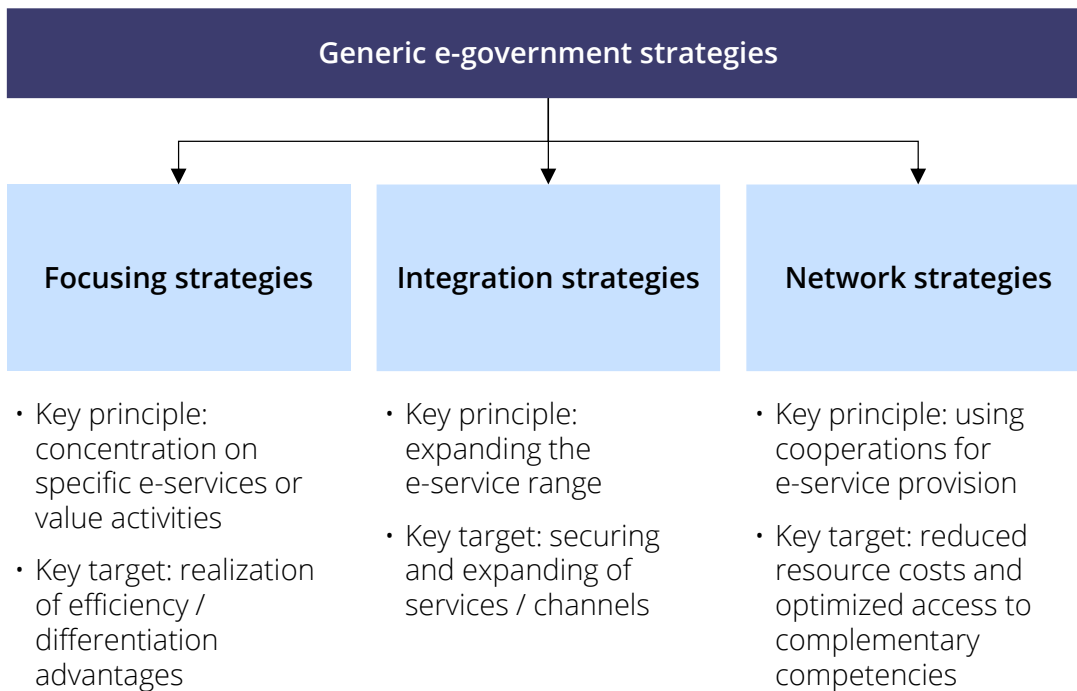 Generic e-government strategies
Focusing strategies
Integration strategies
Network strategies
• Key principle:
concentration on
specific e-services or
value activities
• Key target: realization
of efficiency /
differentiation
advantages
• Key principle:
expanding the
e-service range
• Key target: securing
and expanding of
services / channels
• Key principle: using
cooperations for
e-service provision
• Key target: reduced
resource costs and
optimized access to
complementary
competencies